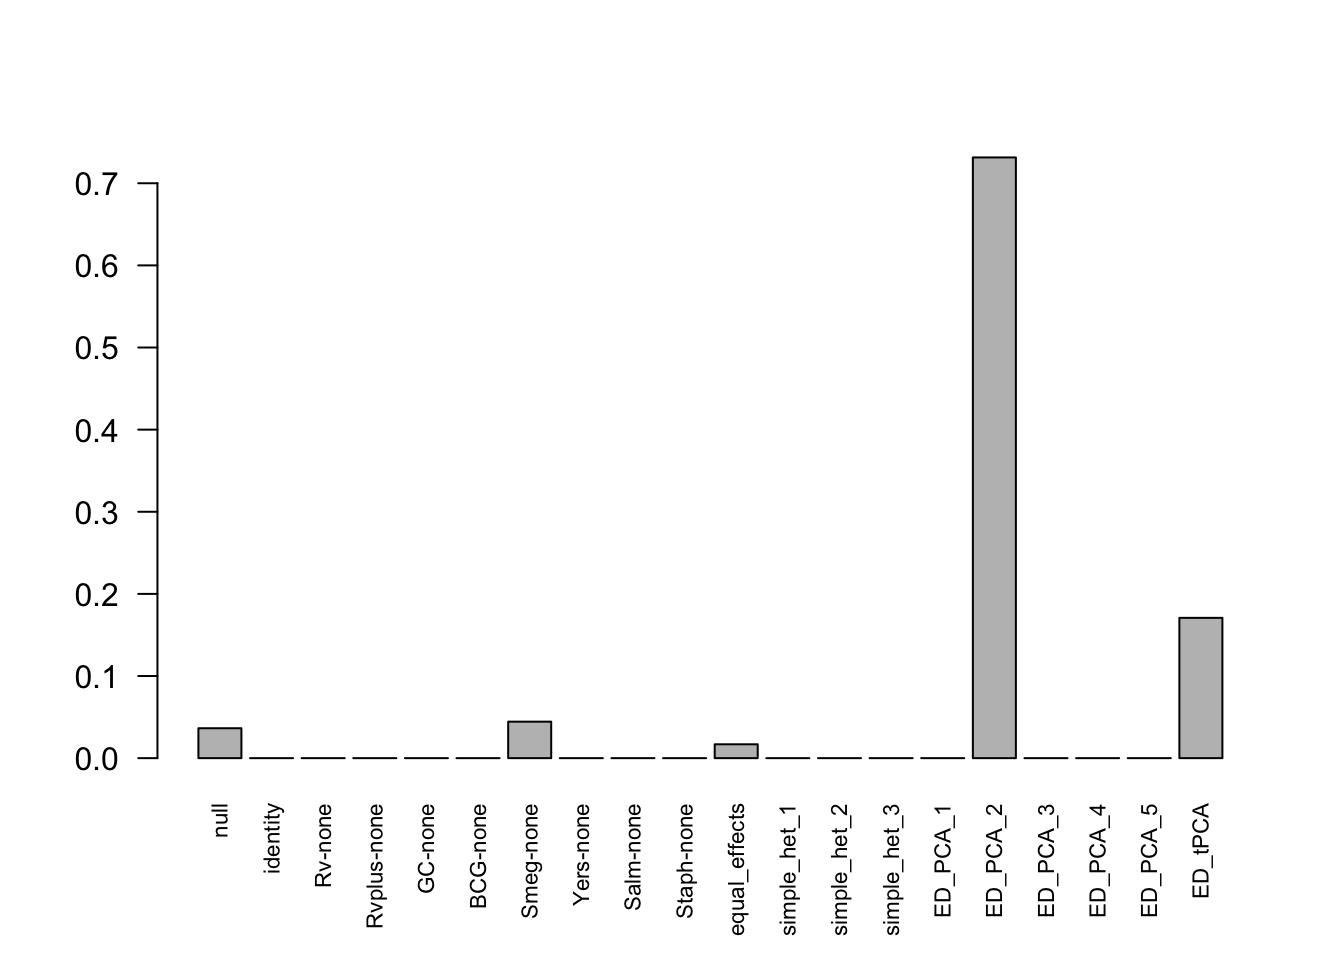 0.7
0.6
0.5
0.4
0.3
0.2
0.1
0.0
null
identity
Rv-none
Rvplus-none
GC-none
BCG-none
Smeg-none
Yers-none
Salm-none
Staph-none
equal_effects
simple_het_1
simple_het_2
simple_het_3
ED_PCA_1
ED_PCA_2
ED_PCA_3
ED_PCA_4
ED_PCA_5
ED_tPCA